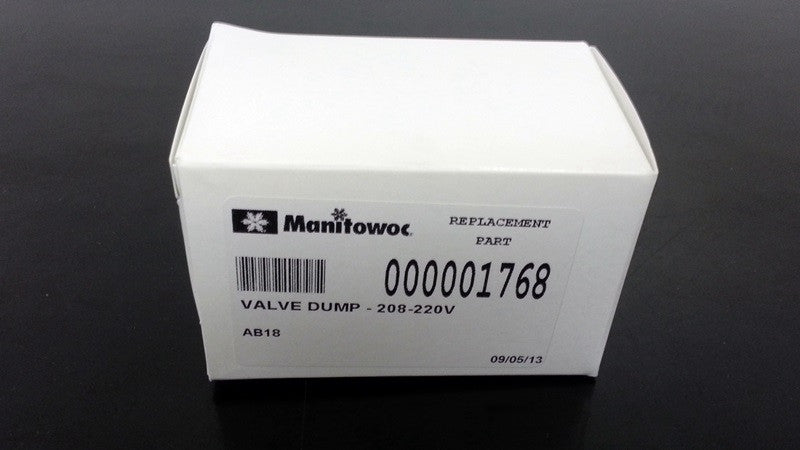 Manitowoc
REPLACEMENT
PART
000001768
VALVE DUMP - 208-220V
AB18
09/05/13